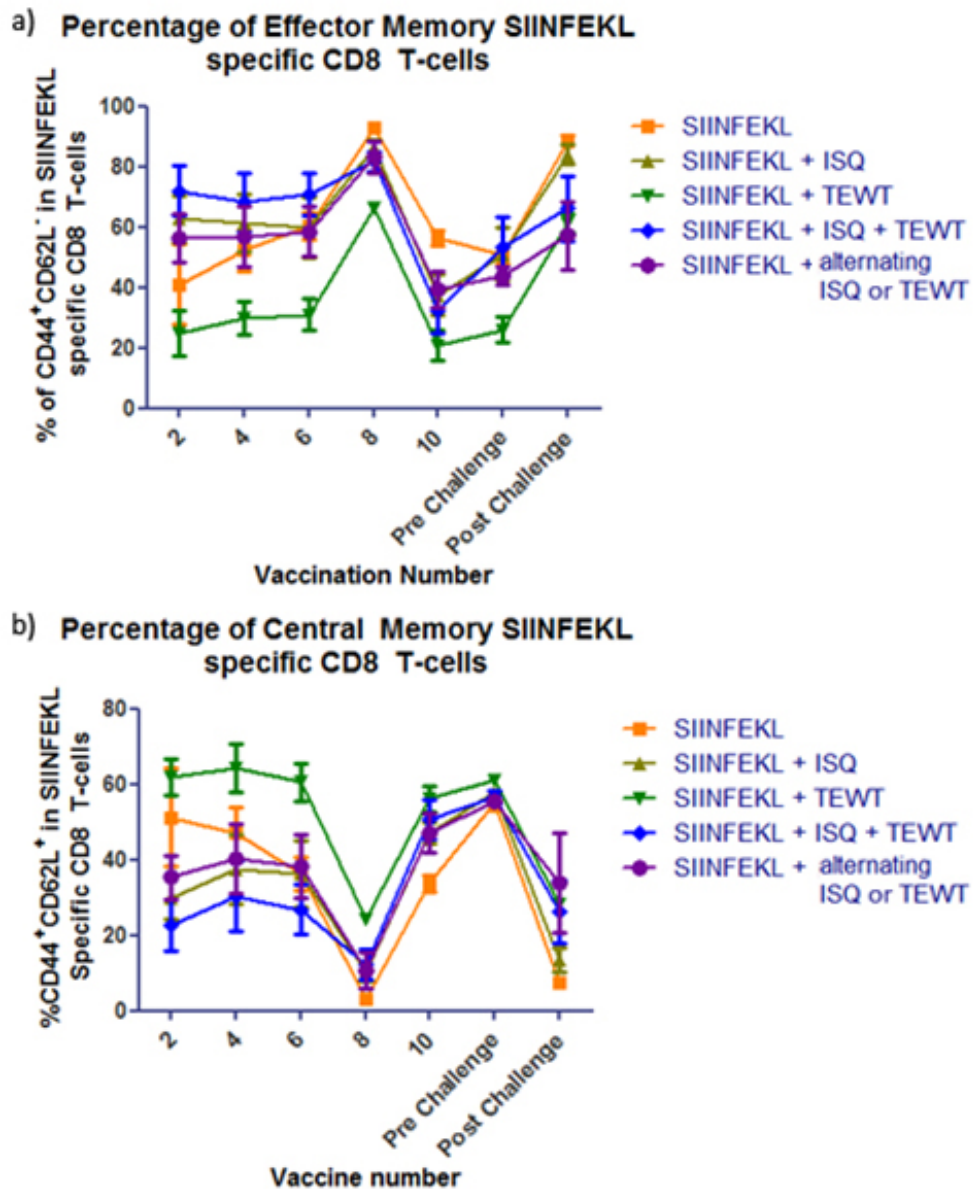 a) Percentage of Effector Memory SIINFEKL
specific CD8 T-cells
% of CD44⁺CD62L⁻ in SIINFEKL
specific CD8 T-cells
100
80
60
40
20
0
2
4
6
8
10
Pre Challenge
Post Challenge
Vaccination Number
SIINFEKL
SIINFEKL + ISQ
SIINFEKL + TEWT
SIINFEKL + ISQ + TEWT
SIINFEKL + alternating
ISQ or TEWT
b) Percentage of Central Memory SIINFEKL
specific CD8 T-cells
%CD44⁺CD62L⁺ in SIINFEKL
Specific CD8 T-cells
80
60
40
20
0
2
4
6
8
10
Pre Challenge
Post Challenge
Vaccine number
SIINFEKL
SIINFEKL + ISQ
SIINFEKL + TEWT
SIINFEKL + ISQ + TEWT
SIINFEKL + alternating
ISQ or TEWT